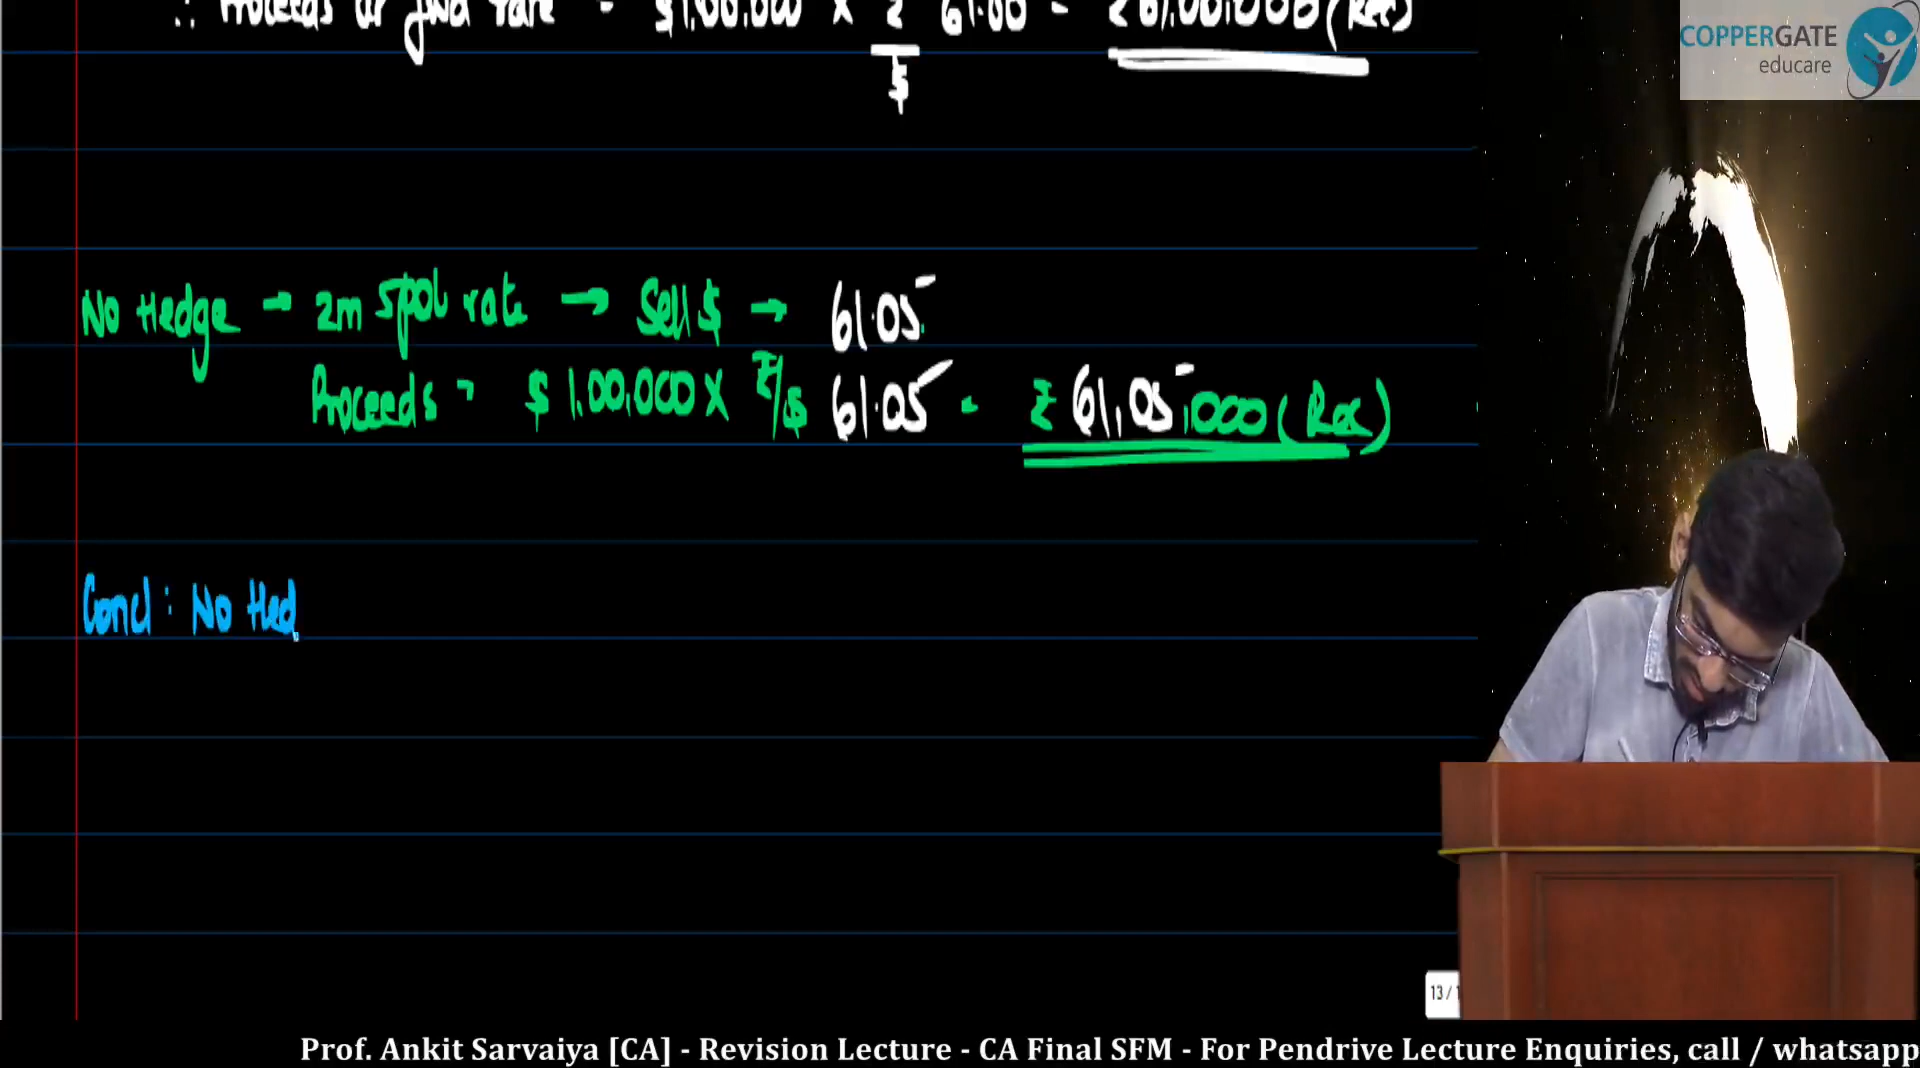 ∴ Proceeds at fwd rate = $1,00,000 × ₹/$ 61.00 = ₹61,00,000 (Rec)
COPPERGATE
educare
No Hedge → 2m spot rate → Sell $ → 61.05
Proceeds = $ 1,00,000 X ₹/$ 61.05 = ₹ 61,05,000 (Rec)
Concl : No Hed
13 / 1
Prof. Ankit Sarvaiya [CA] - Revision Lecture - CA Final SFM - For Pendrive Lecture Enquiries, call / whatsapp